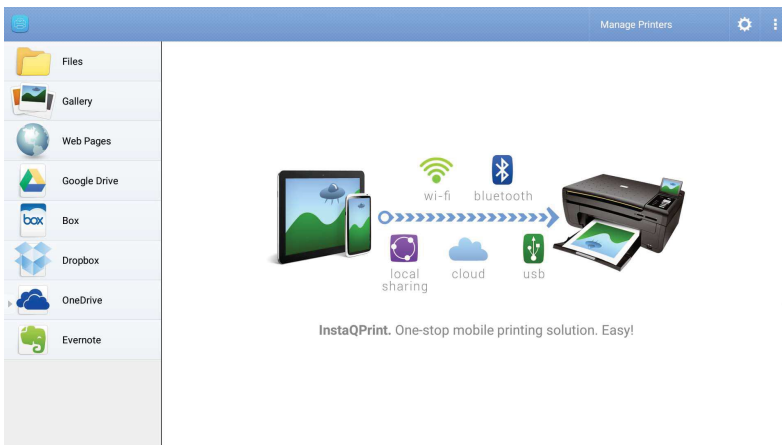 Manage Printers
Files
Gallery
Web Pages
Google Drive
box
Box
Dropbox
OneDrive
Evernote
wi-fi
bluetooth
local
sharing
cloud
usb
InstaQPrint. One-stop mobile printing solution. Easy!